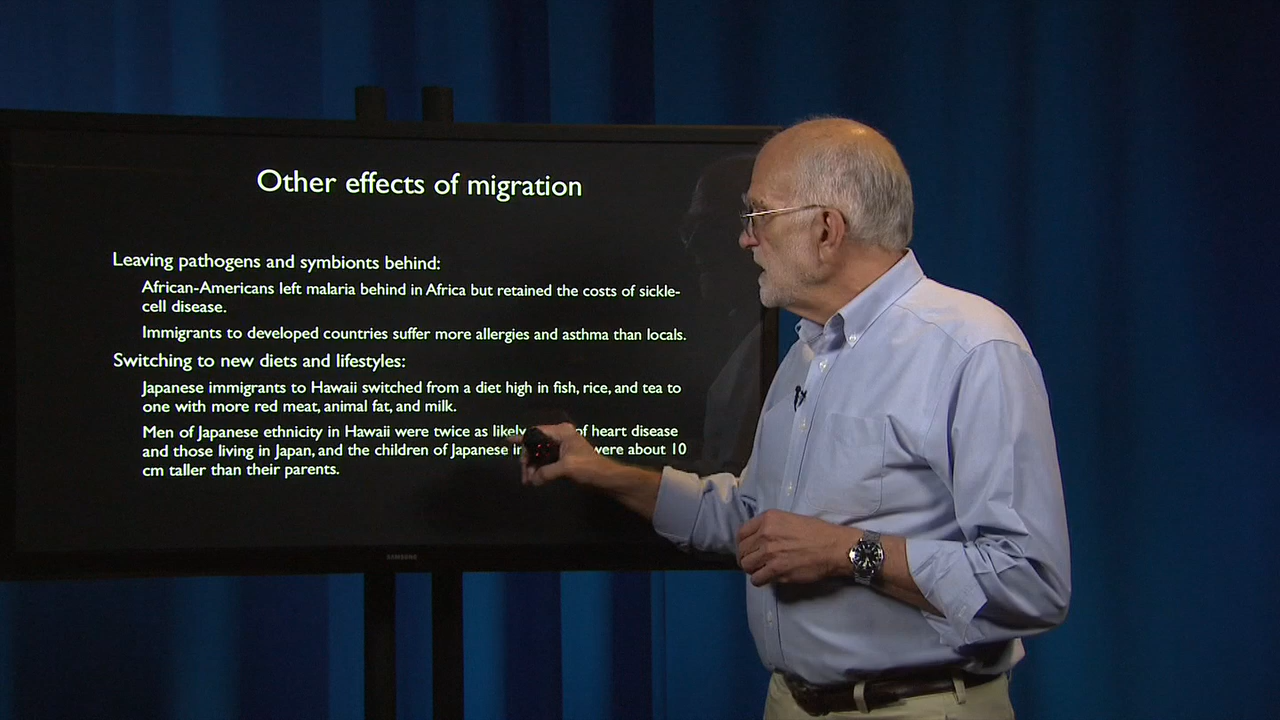 Other effects of migration
Leaving pathogens and symbionts behind:
African-Americans left malaria behind in Africa but retained the costs of sickle-
cell disease.
Immigrants to developed countries suffer more allergies and asthma than locals.
Switching to new diets and lifestyles:
Japanese immigrants to Hawaii switched from a diet high in fish, rice, and tea to
one with more red meat, animal fat, and milk.
Men of Japanese ethnicity in Hawaii were twice as likely of heart disease
and those living in Japan, and the children of Japanese were about 10
cm taller than their parents.
SAMSUNG